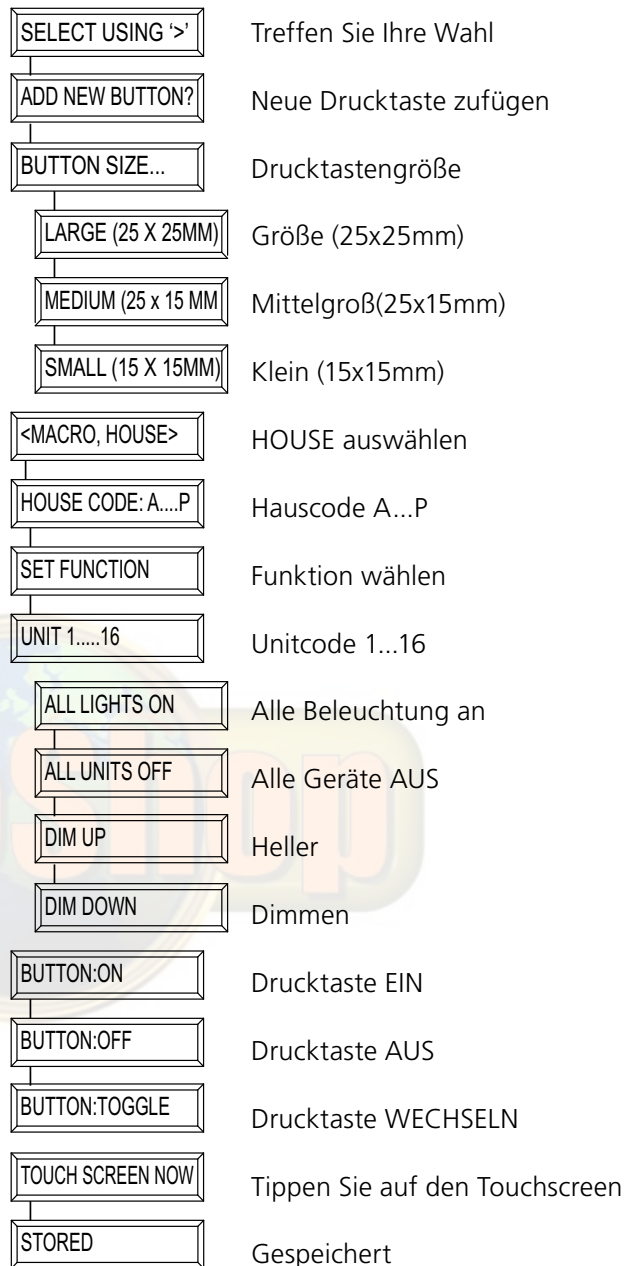 SELECT USING ‘>’ Treffen Sie Ihre Wahl
ADD NEW BUTTON? Neue Drucktaste zufügen
BUTTON SIZE... Drucktastengröße
LARGE (25 X 25MM) Größe (25x25mm)
MEDIUM (25 x 15 MM Mittelgroß(25x15mm)
SMALL (15 X 15MM) Klein (15x15mm)
<MACRO, HOUSE> HOUSE auswählen
HOUSE CODE: A....P Hauscode A...P
SET FUNCTION Funktion wählen
UNIT 1.....16 Unitcode 1...16
ALL LIGHTS ON Alle Beleuchtung an
ALL UNITS OFF Alle Geräte AUS
DIM UP Heller
DIM DOWN Dimmen
BUTTON:ON Drucktaste EIN
BUTTON:OFF Drucktaste AUS
BUTTON:TOGGLE Drucktaste WECHSELN
TOUCH SCREEN NOW Tippen Sie auf den Touchscreen
STORED Gespeichert